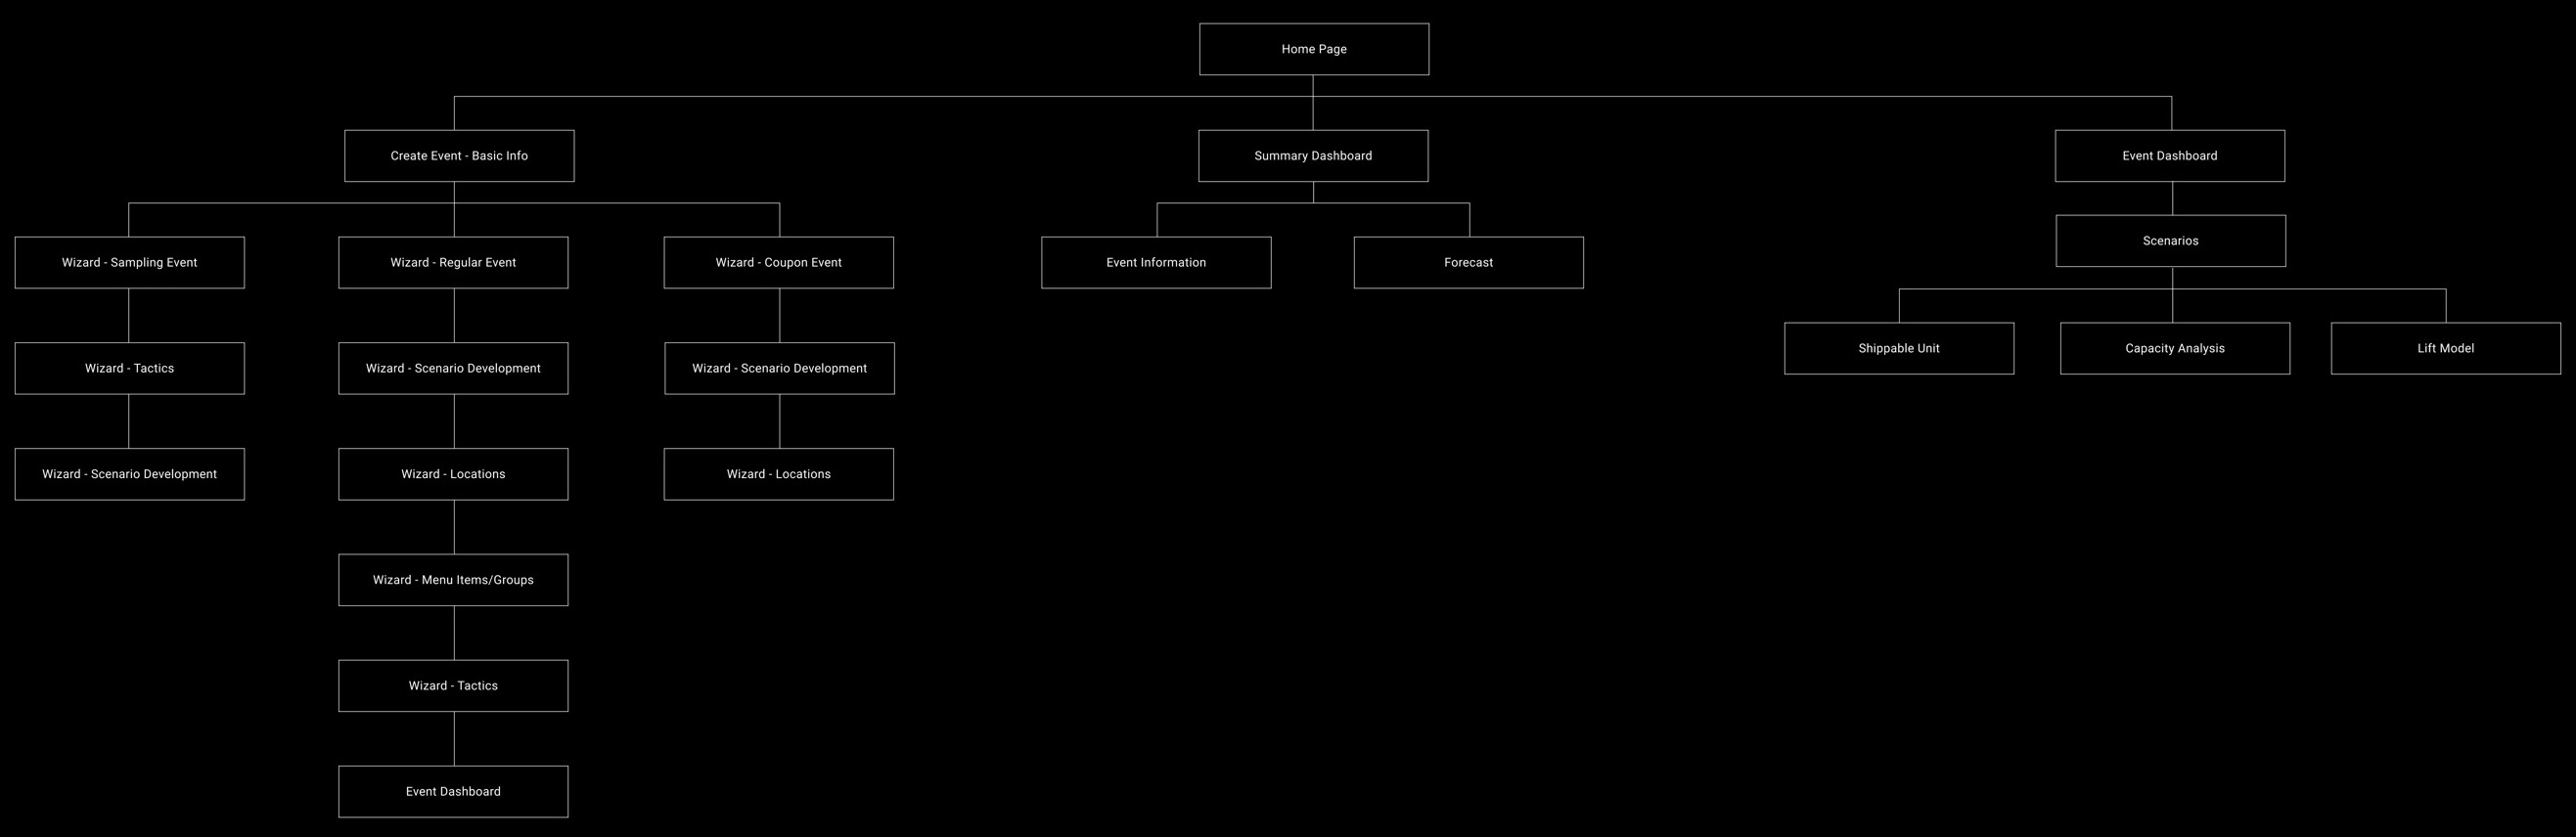 Home Page
Create Event - Basic Info
Summary Dashboard
Event Dashboard
Scenarios
Wizard - Sampling Event
Wizard - Regular Event
Wizard - Coupon Event
Event Information
Forecast
Shippable Unit
Capacity Analysis
Lift Model
Wizard - Tactics
Wizard - Scenario Development
Wizard - Scenario Development
Wizard - Scenario Development
Wizard - Locations
Wizard - Locations
Wizard - Menu Items/Groups
Wizard - Tactics
Event Dashboard